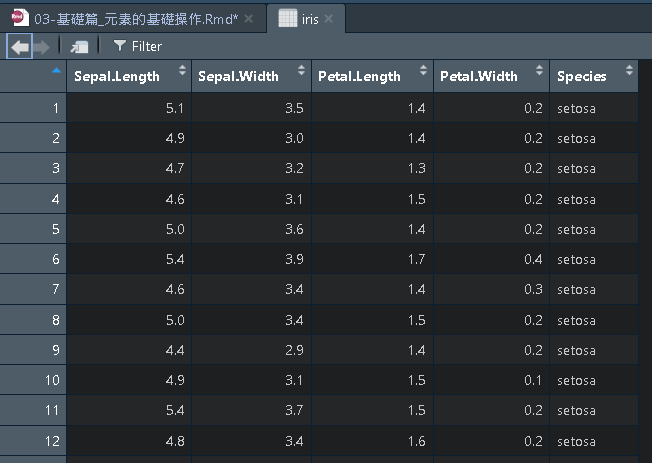 Rmd 03-基礎篇_元素的基礎操作.Rmd* × iris ×
Filter
Sepal.Length Sepal.Width Petal.Length Petal.Width Species
1 5.1 3.5 1.4 0.2 setosa
2 4.9 3.0 1.4 0.2 setosa
3 4.7 3.2 1.3 0.2 setosa
4 4.6 3.1 1.5 0.2 setosa
5 5.0 3.6 1.4 0.2 setosa
6 5.4 3.9 1.7 0.4 setosa
7 4.6 3.4 1.4 0.3 setosa
8 5.0 3.4 1.5 0.2 setosa
9 4.4 2.9 1.4 0.2 setosa
10 4.9 3.1 1.5 0.1 setosa
11 5.4 3.7 1.5 0.2 setosa
12 4.8 3.4 1.6 0.2 setosa